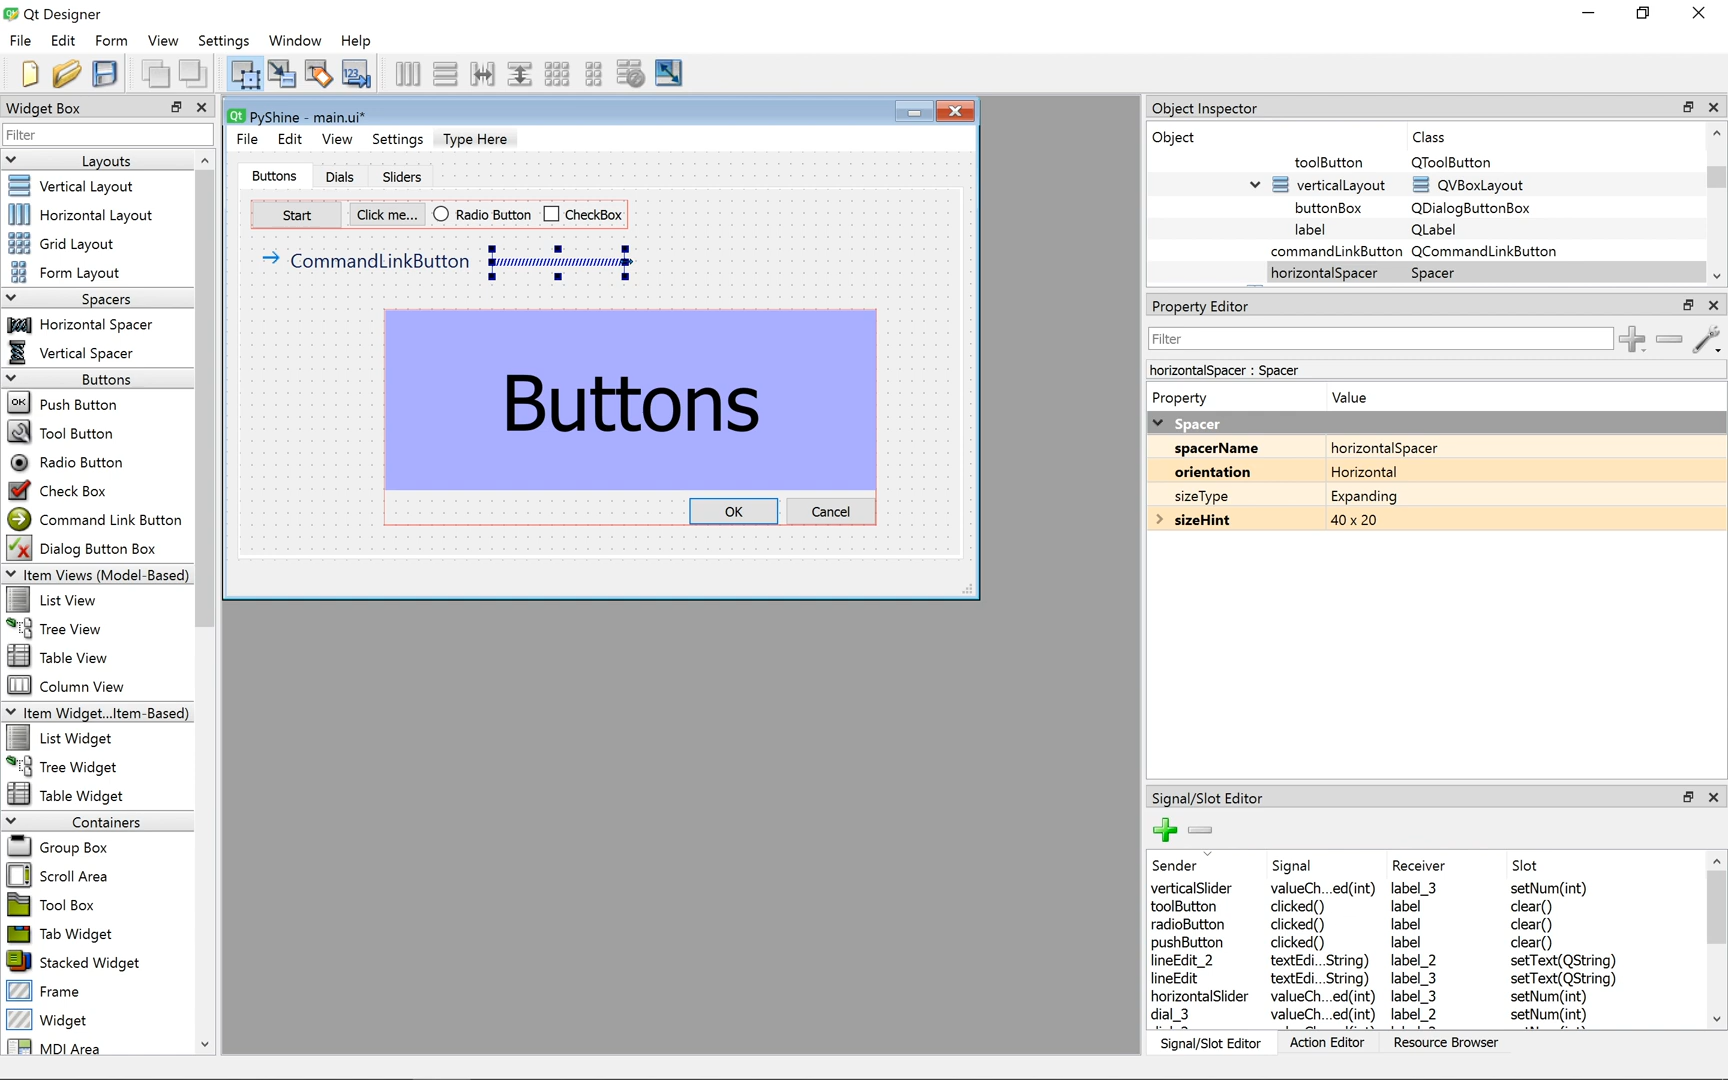 Qt Designer
File Edit Form View Settings Window Help
Widget Box
Filter
Layouts
Vertical Layout
Horizontal Layout
Grid Layout
Form Layout
Spacers
Horizontal Spacer
Vertical Spacer
Buttons
OK Push Button
Tool Button
Radio Button
Check Box
Command Link Button
Dialog Button Box
Item Views (Model-Based)
List View
Tree View
Table View
Column View
Item Widget...Item-Based)
List Widget
Tree Widget
Table Widget
Containers
Group Box
Scroll Area
Tool Box
Tab Widget
Stacked Widget
Frame
Widget
MDI Area
Qt PyShine - main.ui*
File Edit View Settings Type Here
Buttons Dials Sliders
Start Click me... Radio Button CheckBox
CommandLinkButton
Buttons
OK Cancel
Object Inspector
Object Class
toolButton QToolButton
verticalLayout QVBoxLayout
buttonBox QDialogButtonBox
label QLabel
commandLinkButton QCommandLinkButton
horizontalSpacer Spacer
Property Editor
Filter
horizontalSpacer : Spacer
Property Value
Spacer
spacerName horizontalSpacer
orientation Horizontal
sizeType Expanding
sizeHint 40 x 20
Signal/Slot Editor
Sender Signal Receiver Slot
verticalSlider valueCh...ed(int) label_3 setNum(int)
toolButton clicked() label clear()
radioButton clicked() label clear()
pushButton clicked() label clear()
lineEdit_2 textEdi...String) label_2 setText(QString)
lineEdit textEdi...String) label_3 setText(QString)
horizontalSlider valueCh...ed(int) label_3 setNum(int)
dial_3 valueCh...ed(int) label_2 setNum(int)
Signal/Slot Editor Action Editor Resource Browser